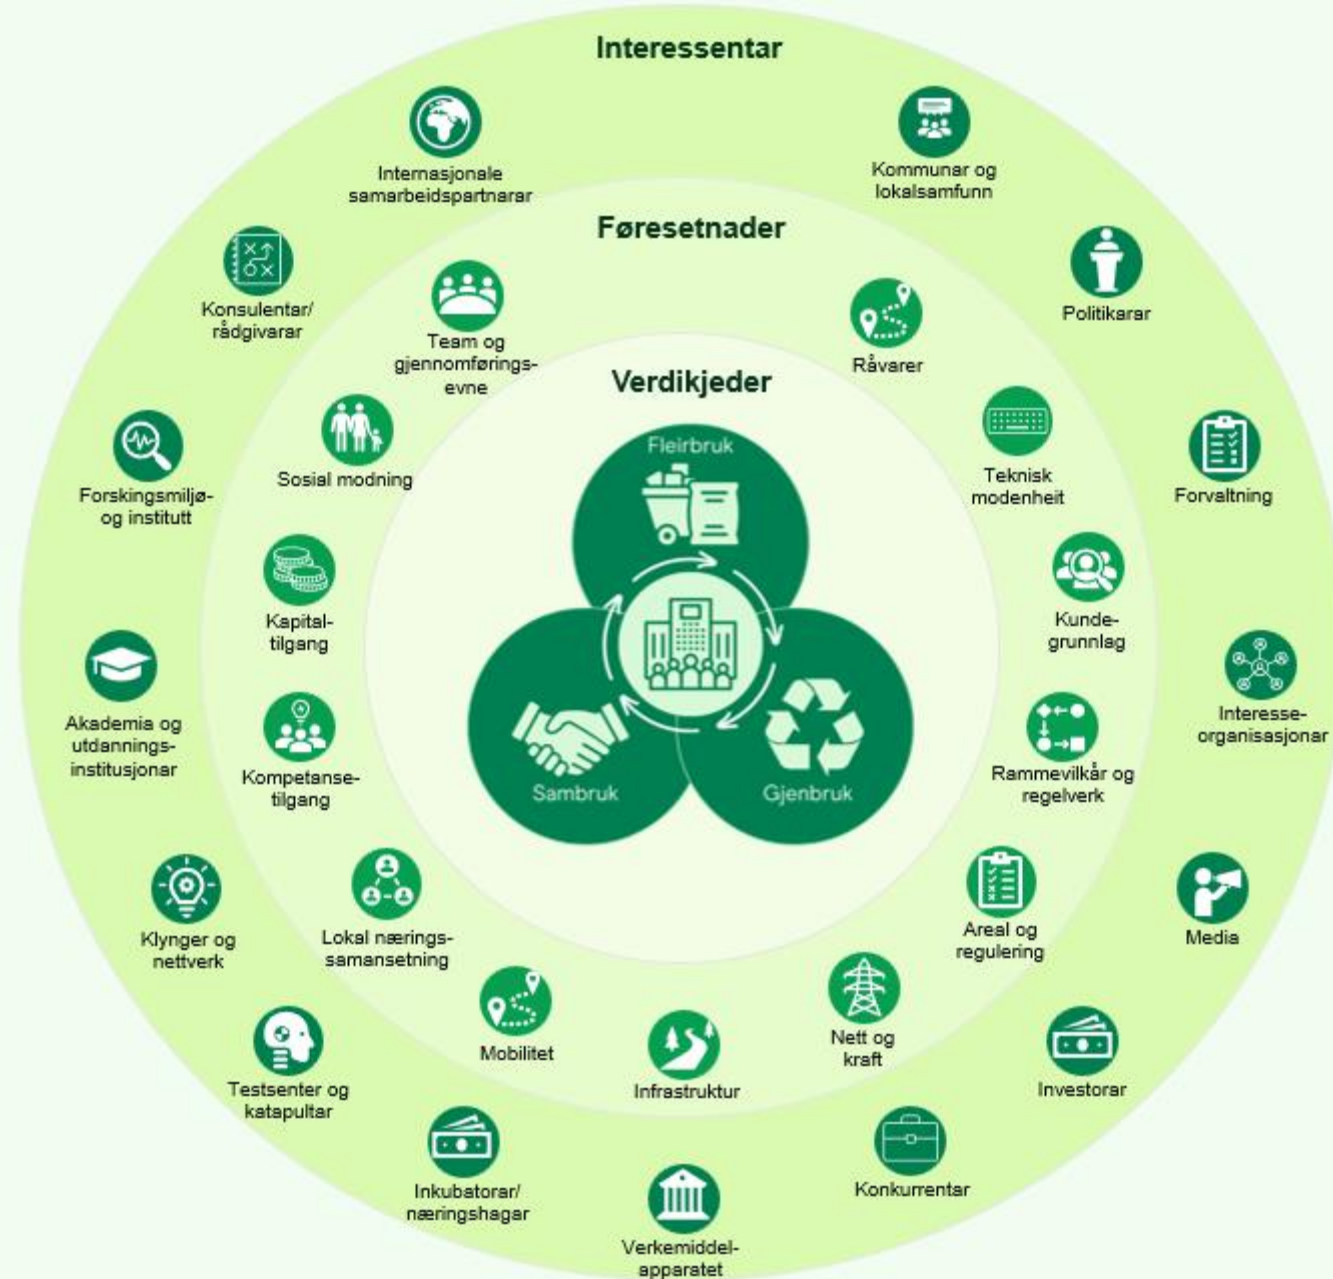 Interessentar
Internasjonale
samarbeidspartnarar
Kommunar og
lokalsamfunn
Konsulentar/
rådgivarar
Politikarar
Forskingsmiljø-
og institutt
Forvaltning
Akademia og
utdannings-
institusjonar
Interesse-
organisasjonar
Klynger og
nettverk
Media
Testsenter og
katapultar
Investorar
Inkubatorar/
næringshagar
Konkurrentar
Verkemiddel-
apparatet
Føresetnader
Team og
gjennomførings-
evne
Råvarer
Sosial modning
Teknisk
modenheit
Kapital-
tilgang
Kunde-
grunnlag
Kompetanse-
tilgang
Rammevilkår og
regelverk
Lokal nærings-
samansetning
Areal og
regulering
Mobilitet
Nett og
kraft
Infrastruktur
Verdikjeder
Fleirbruk
Sambruk
Gjenbruk